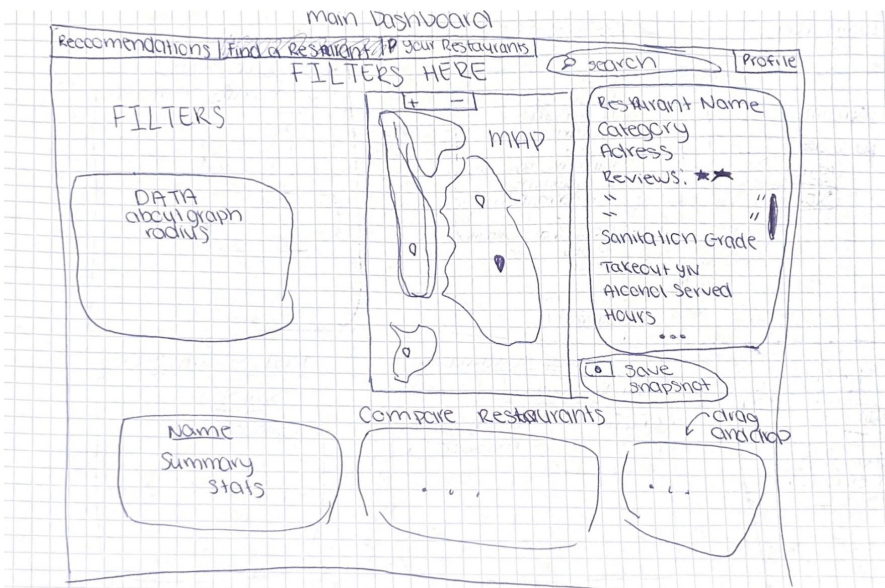 Main Dashboard
Reccomendations | Find a Restaurant | Your Restaurants
search
Profile
FILTERS HERE
FILTERS
+ -
MAP
DATA
graph
radius
Restaurant Name
Category
Adress
Reviews: ★★
" "
" "
Sanitation Grade
Takeout Y/N
Alcohol Served
Hours
...
save
snapshot
Compare Restaurants
drag
and drop
Name
Summary
Stats
...
...